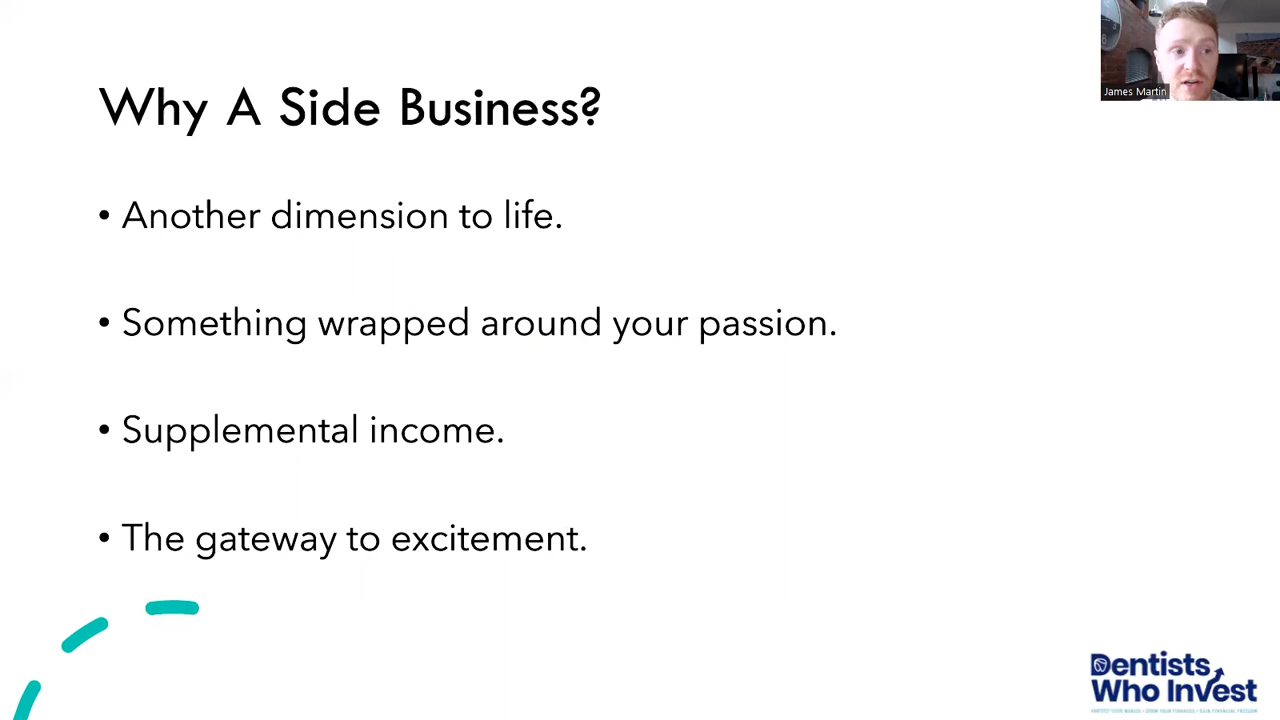 Why A Side Business?
James Martin
• Another dimension to life.
• Something wrapped around your passion.
• Supplemental income.
• The gateway to excitement.
Dentists
Who Invest